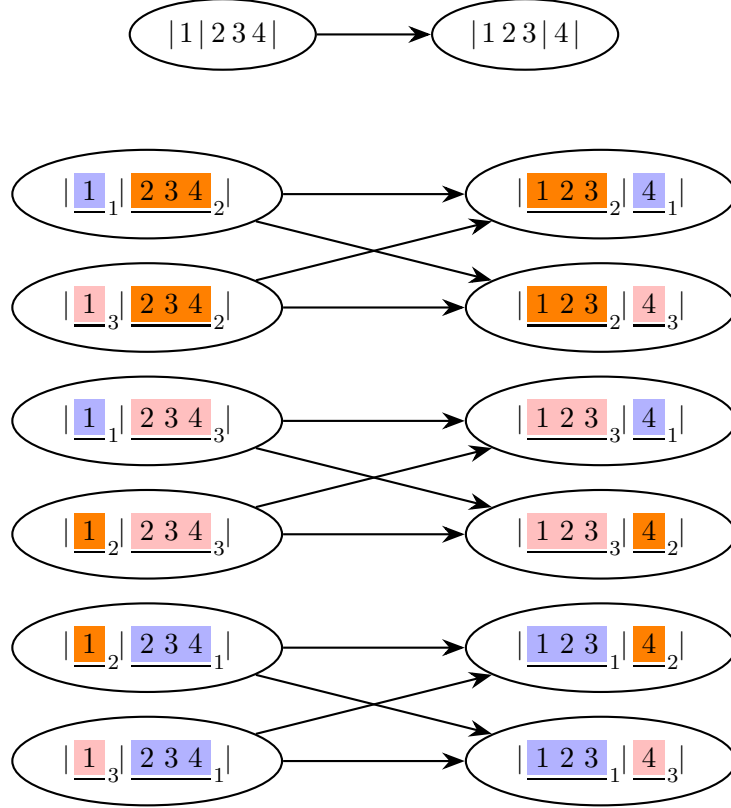 |1|2 3 4| |1 2 3|4|
|1₁|2 3 4₂| |1 2 3₂|4₁|
|1₃|2 3 4₂| |1 2 3₂|4₃|
|1₁|2 3 4₃| |1 2 3₃|4₁|
|1₂|2 3 4₃| |1 2 3₃|4₂|
|1₂|2 3 4₁| |1 2 3₁|4₂|
|1₃|2 3 4₁| |1 2 3₁|4₃|